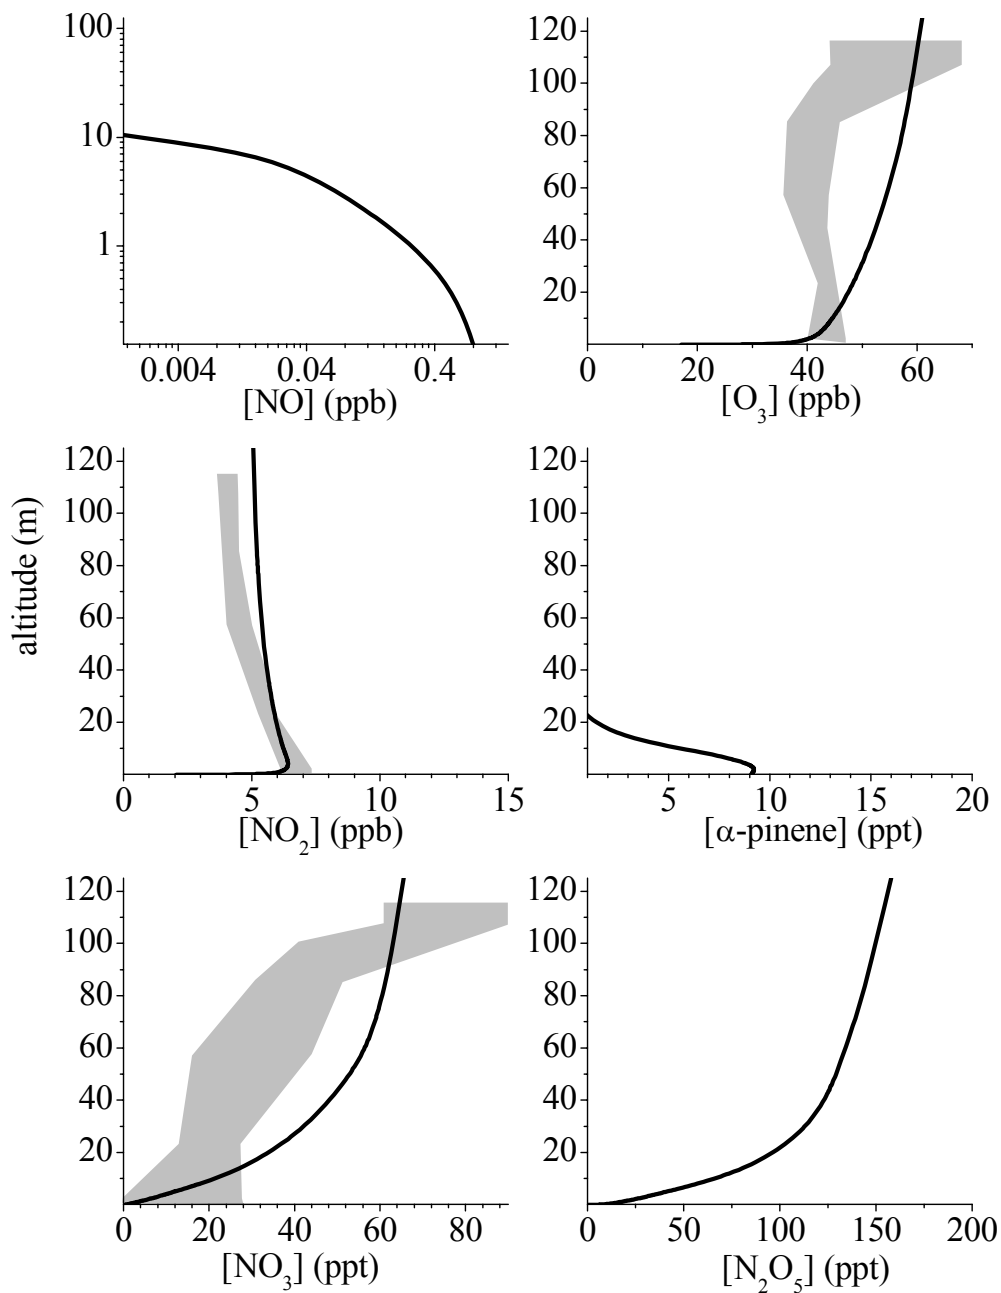 100
10
1
0.004 0.04 0.4
[NO] (ppb)
120
100
80
60
40
20
0 20 40 60
[O₃] (ppb)
altitude (m)
120
100
80
60
40
20
0 5 10 15
[NO₂] (ppb)
120
100
80
60
40
20
5 10 15 20
[α-pinene] (ppt)
120
100
80
60
40
20
0 20 40 60 80
[NO₃] (ppt)
120
100
80
60
40
20
0 50 100 150 200
[N₂O₅] (ppt)